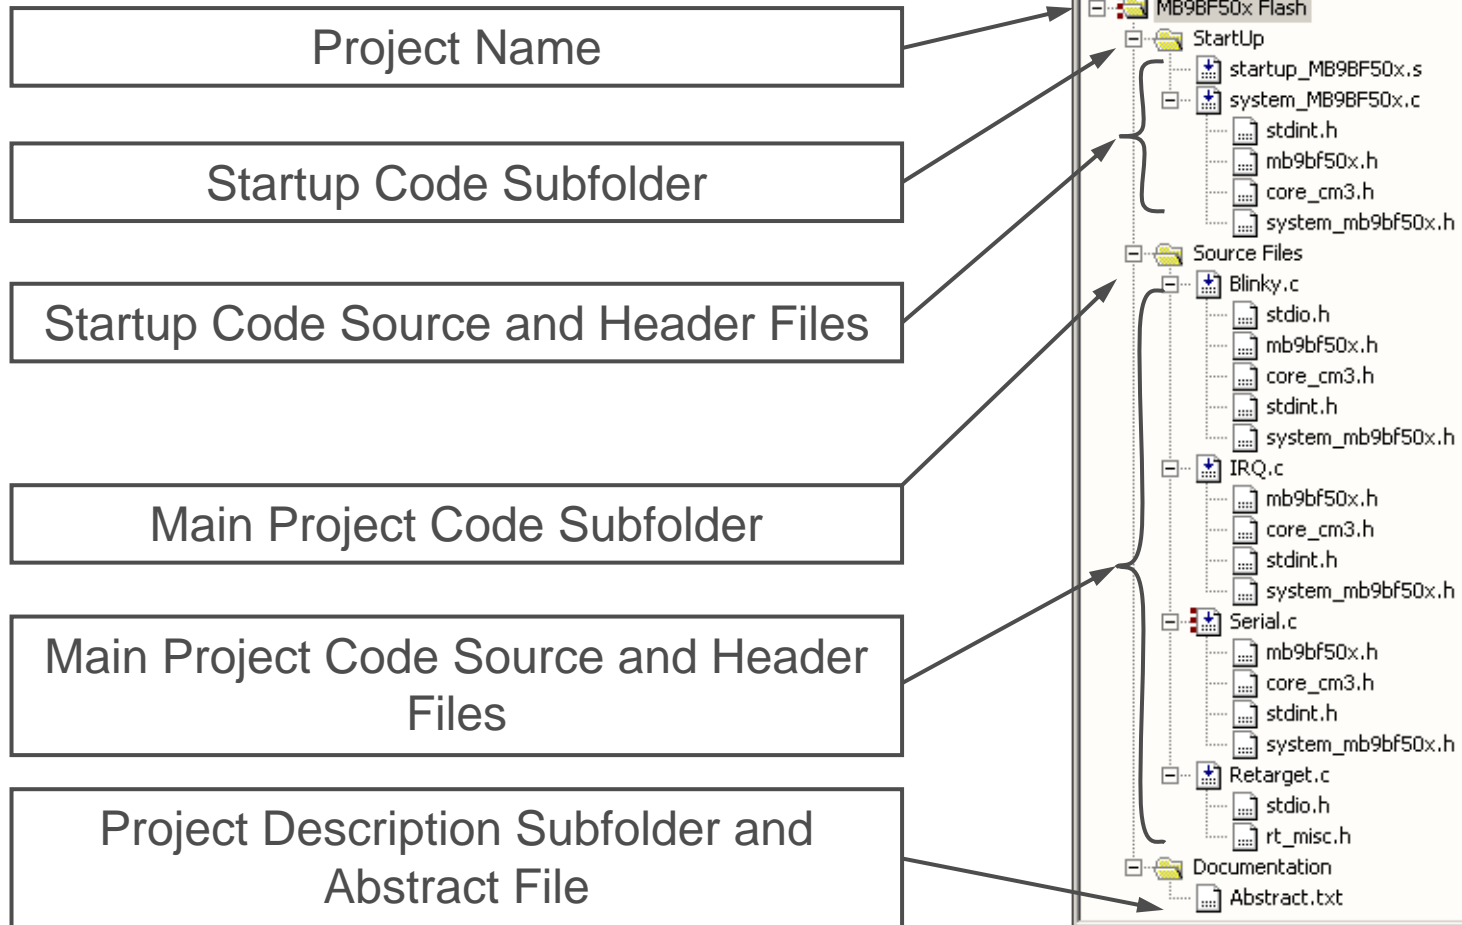 Project Name
Startup Code Subfolder
Startup Code Source and Header Files
Main Project Code Subfolder
Main Project Code Source and Header
Files
Project Description Subfolder and
Abstract File
MB9BF50x Flash
StartUp
startup_MB9BF50x.s
system_MB9BF50x.c
stdint.h
mb9bf50x.h
core_cm3.h
system_mb9bf50x.h
Source Files
Blinky.c
stdio.h
mb9bf50x.h
core_cm3.h
stdint.h
system_mb9bf50x.h
IRQ.c
mb9bf50x.h
core_cm3.h
stdint.h
system_mb9bf50x.h
Serial.c
mb9bf50x.h
core_cm3.h
stdint.h
system_mb9bf50x.h
Retarget.c
stdio.h
rt_misc.h
Documentation
Abstract.txt